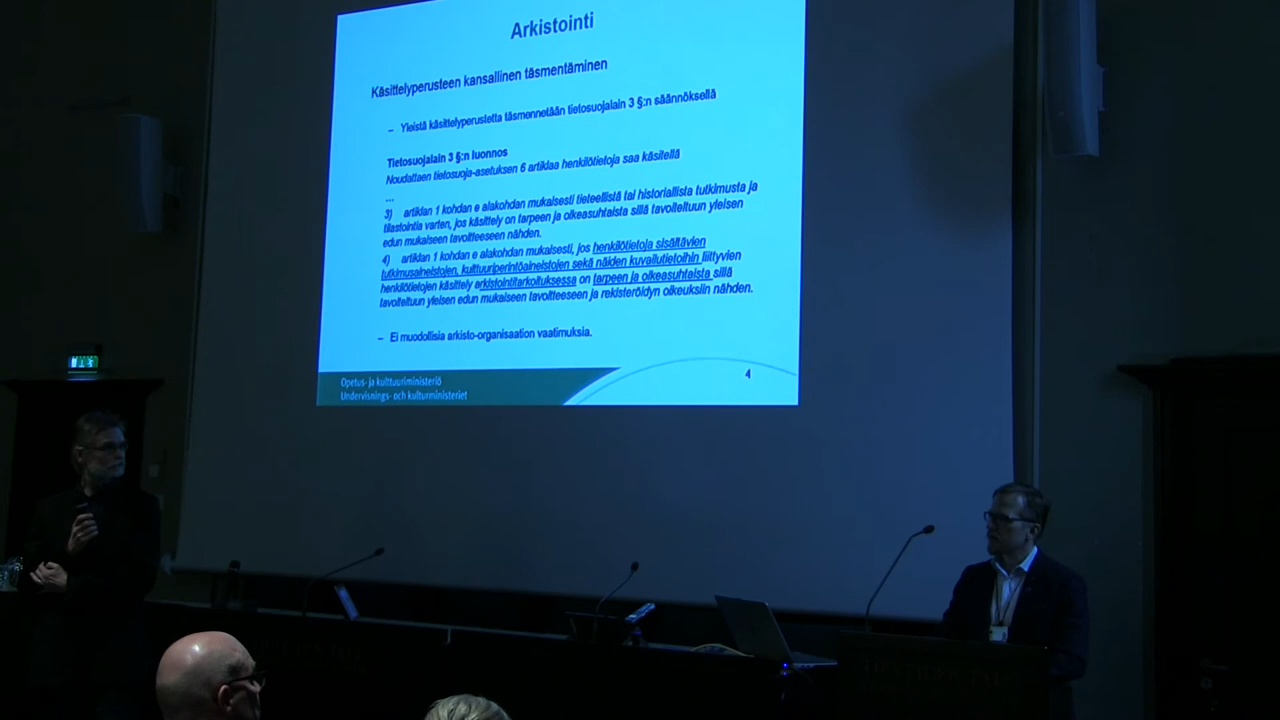 Arkistointi
Käsittelyperusteen kansallinen täsmentäminen
– Yleistä käsittelyperustetta täsmennetään tietosuojalain 3 §:n säännöksellä
Tietosuojalain 3 §:n luonnos
Noudattaen tietosuoja-asetuksen 6 artiklaa henkilötietoja saa käsitellä
...
3) artiklan 1 kohdan e alakohdan mukaisesti tieteellistä tai historiallista tutkimusta ja
tilastointia varten, jos käsittely on tarpeen ja oikeasuhtaista sillä tavoiteltuun yleisen
edun mukaiseen tavoitteeseen nähden.
4) artiklan 1 kohdan e alakohdan mukaisesti, jos henkilötietoja sisältävien
tutkimusaineistojen, kulttuuriperintöaineistojen sekä näiden kuvailutietoihin liittyvien
henkilötietojen käsittely arkistointitarkoituksessa on tarpeen ja oikeasuhtaista sillä
tavoiteltuun yleisen edun mukaiseen tavoitteeseen ja rekisteröidyn oikeuksiin nähden.
– Ei muodollisia arkisto-organisaation vaatimuksia.
Opetus- ja kulttuuriministeriö
Undervisnings- och kulturministeriet
4